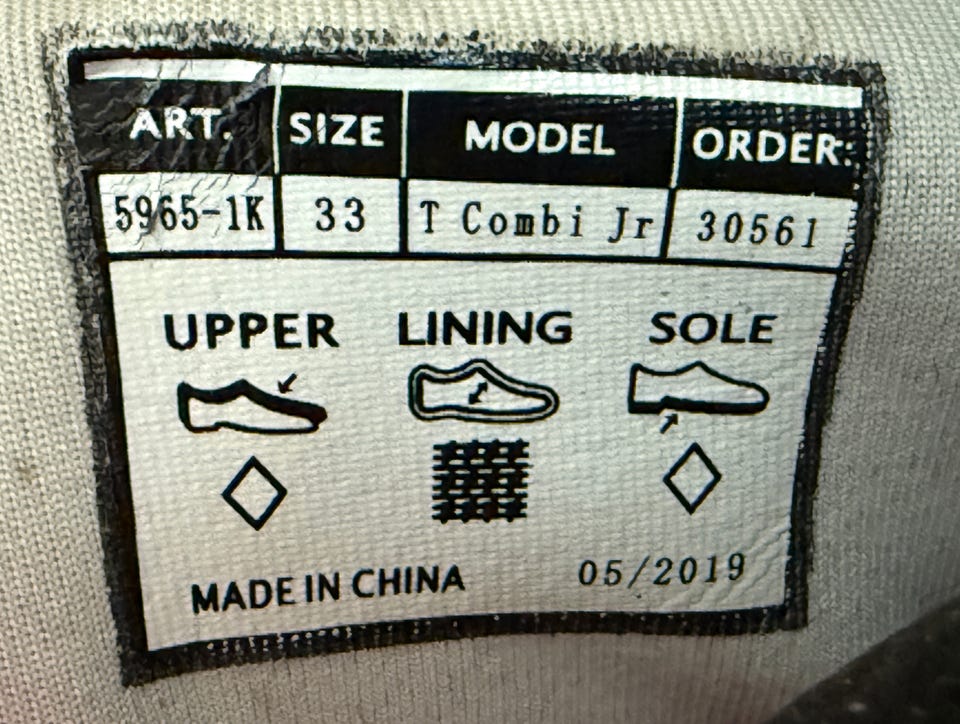 ART. SIZE MODEL ORDER:
5965-1K 33 T Combi Jr 30561
UPPER LINING SOLE
MADE IN CHINA 05/2019